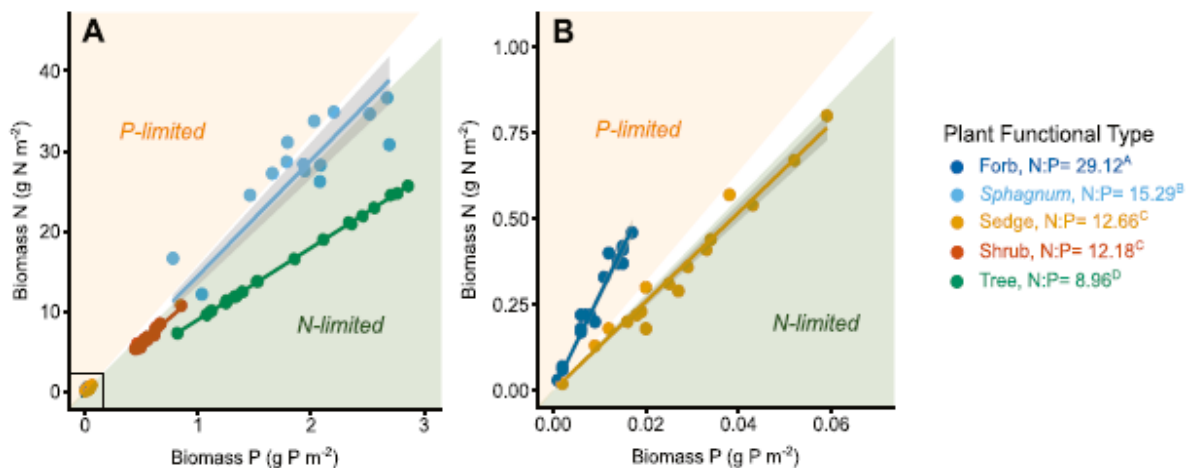 A
B
40
30
20
10
0
Biomass N (g N m-2)
P-limited
N-limited
0
1
2
3
Biomass P (g P m-2)
1.00
0.75
0.50
0.25
0.00
Biomass N (g N m-2)
P-limited
N-limited
0.00
0.02
0.04
0.06
Biomass P (g P m-2)
Plant Functional Type
Forb, N:P= 29.12A
Sphagnum, N:P= 15.29B
Sedge, N:P= 12.66C
Shrub, N:P= 12.18C
Tree, N:P= 8.96D